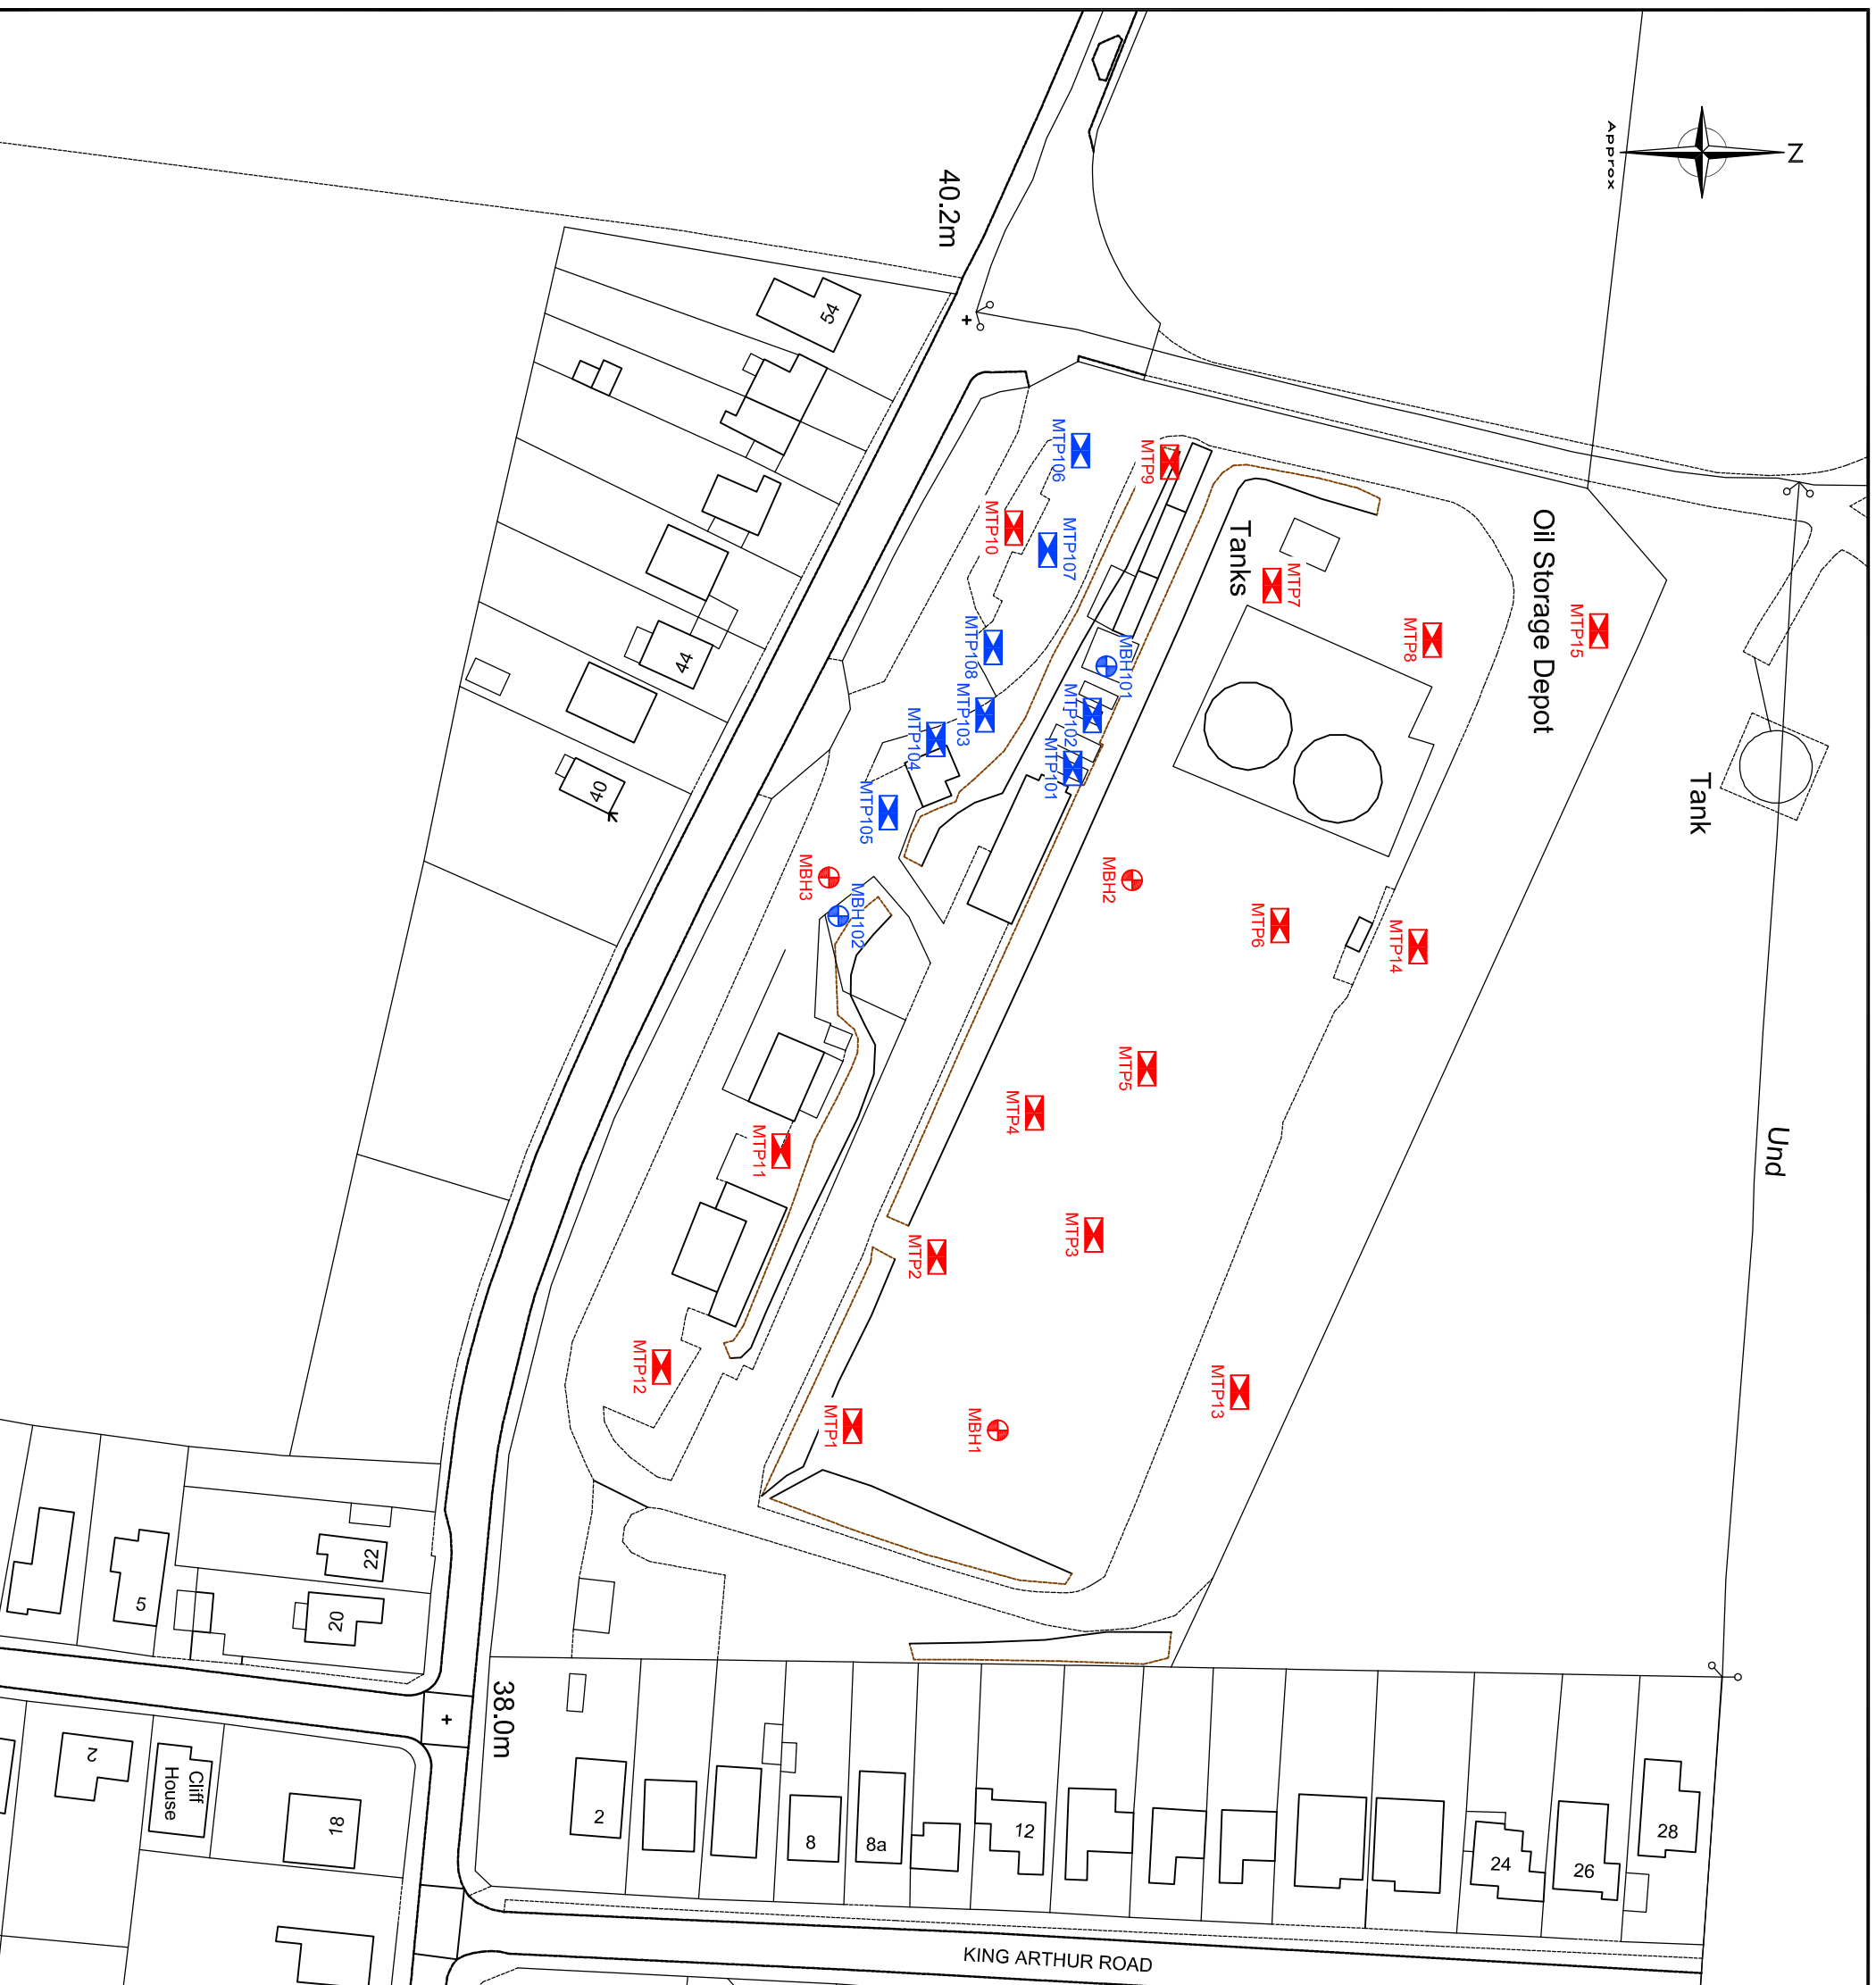 Z
Approx
40.2m
54
MTP106
MTP9
MTP10
MTP107
Tanks
MTP7
Oil Storage Depot
MTP15
MTP8
44
MTP108
MBH101
MTP103
MTP102
MTP104
MTP101
Tank
40
MTP105
MBH3
MBH102
MBH2
MTP6
MTP14
MTP5
MTP4
Und
MTP11
MTP3
MTP2
MTP12
MTP13
MTP1
MBH1
22
5
20
38.0m
2
Cliff
House
18
2
8
8a
12
24
26
28
KING ARTHUR ROAD